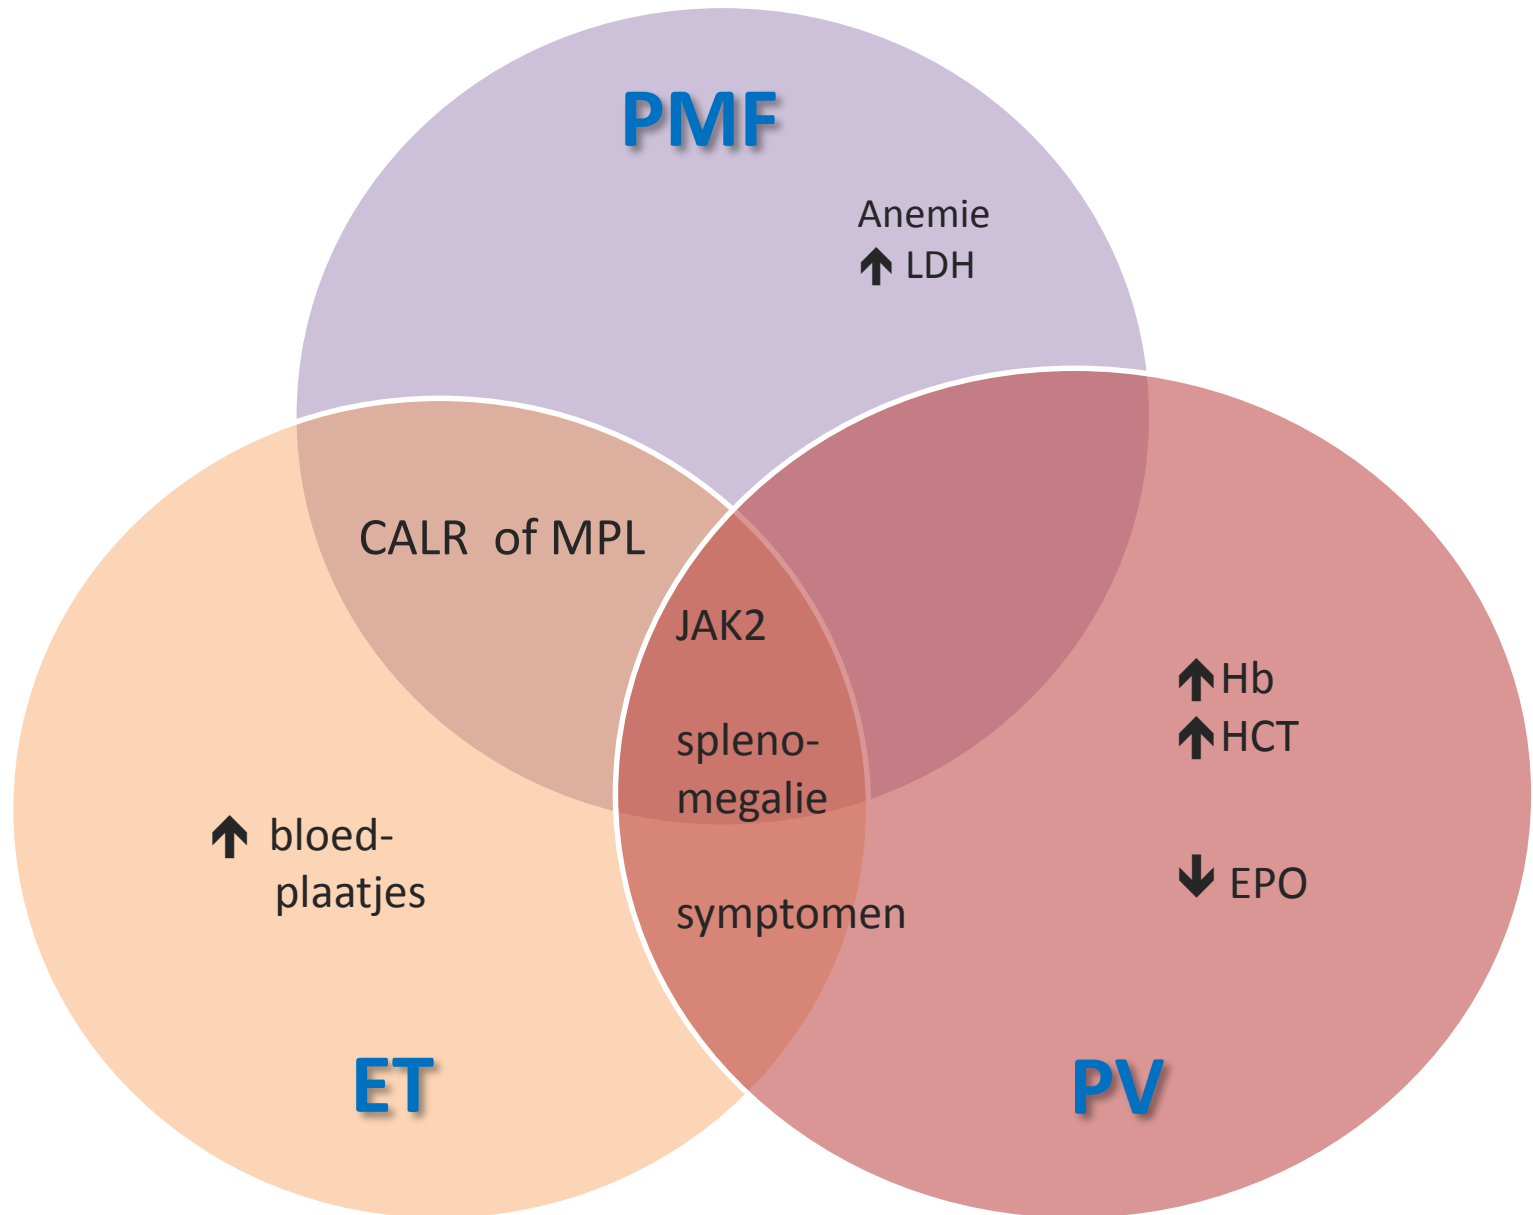 PMF
Anemie
↑ LDH
CALR of MPL
JAK2
spleno-
megalie
symptomen
↑ Hb
↑ HCT
↓ EPO
↑ bloed-
plaatjes
ET
PV